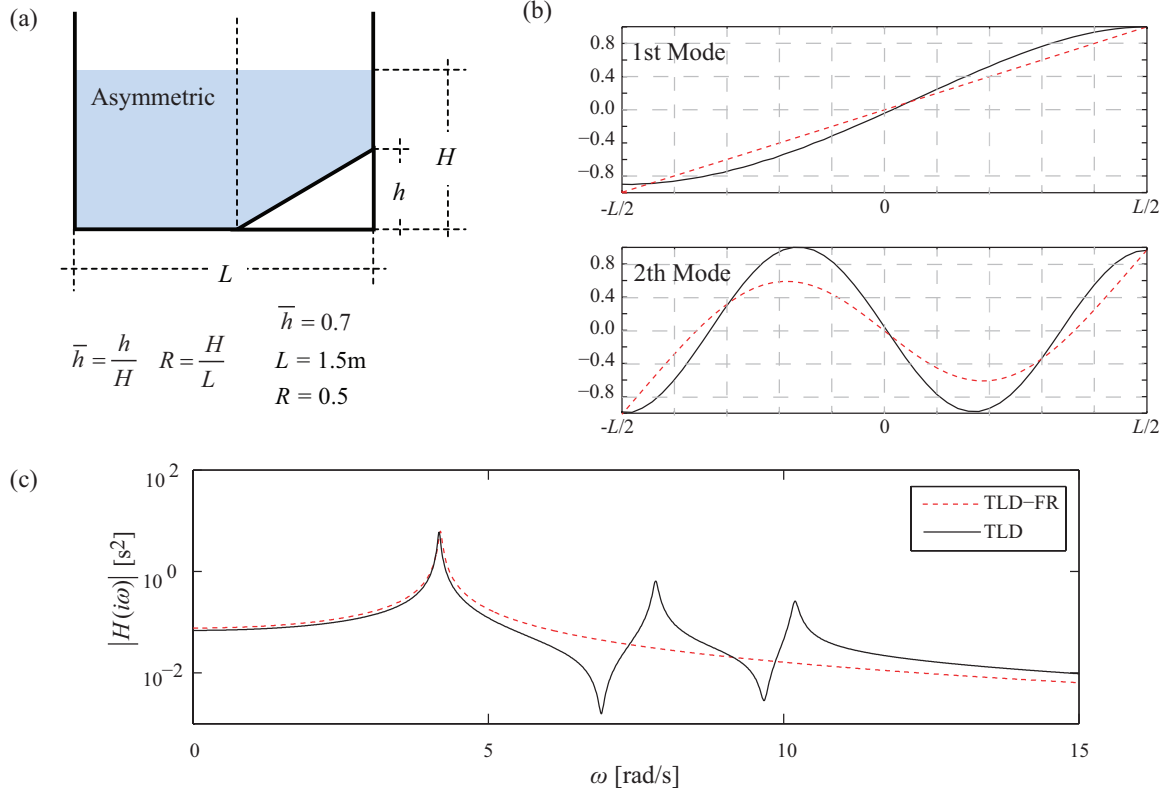 (a)
Asymmetric
H
h
L
h̄ = h/H R = H/L
h̄ = 0.7
L = 1.5m
R = 0.5
(b)
1st Mode
0.8
0.4
0.0
−0.4
−0.8
-L/2 0 L/2
2th Mode
0.8
0.4
0.0
−0.4
−0.8
-L/2 0 L/2
(c)
|H(iω)| [s²]
10²
10⁰
10⁻²
TLD−FR
TLD
0 5 10 15
ω [rad/s]